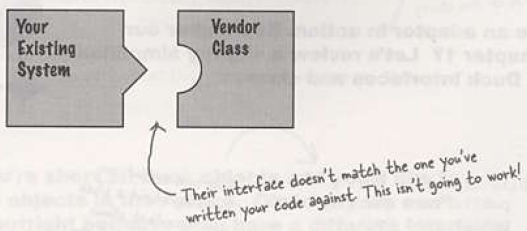 Your
Existing
System
Vendor
Class
Their interface doesn't match the one you've
written your code against. This isn't going to work!